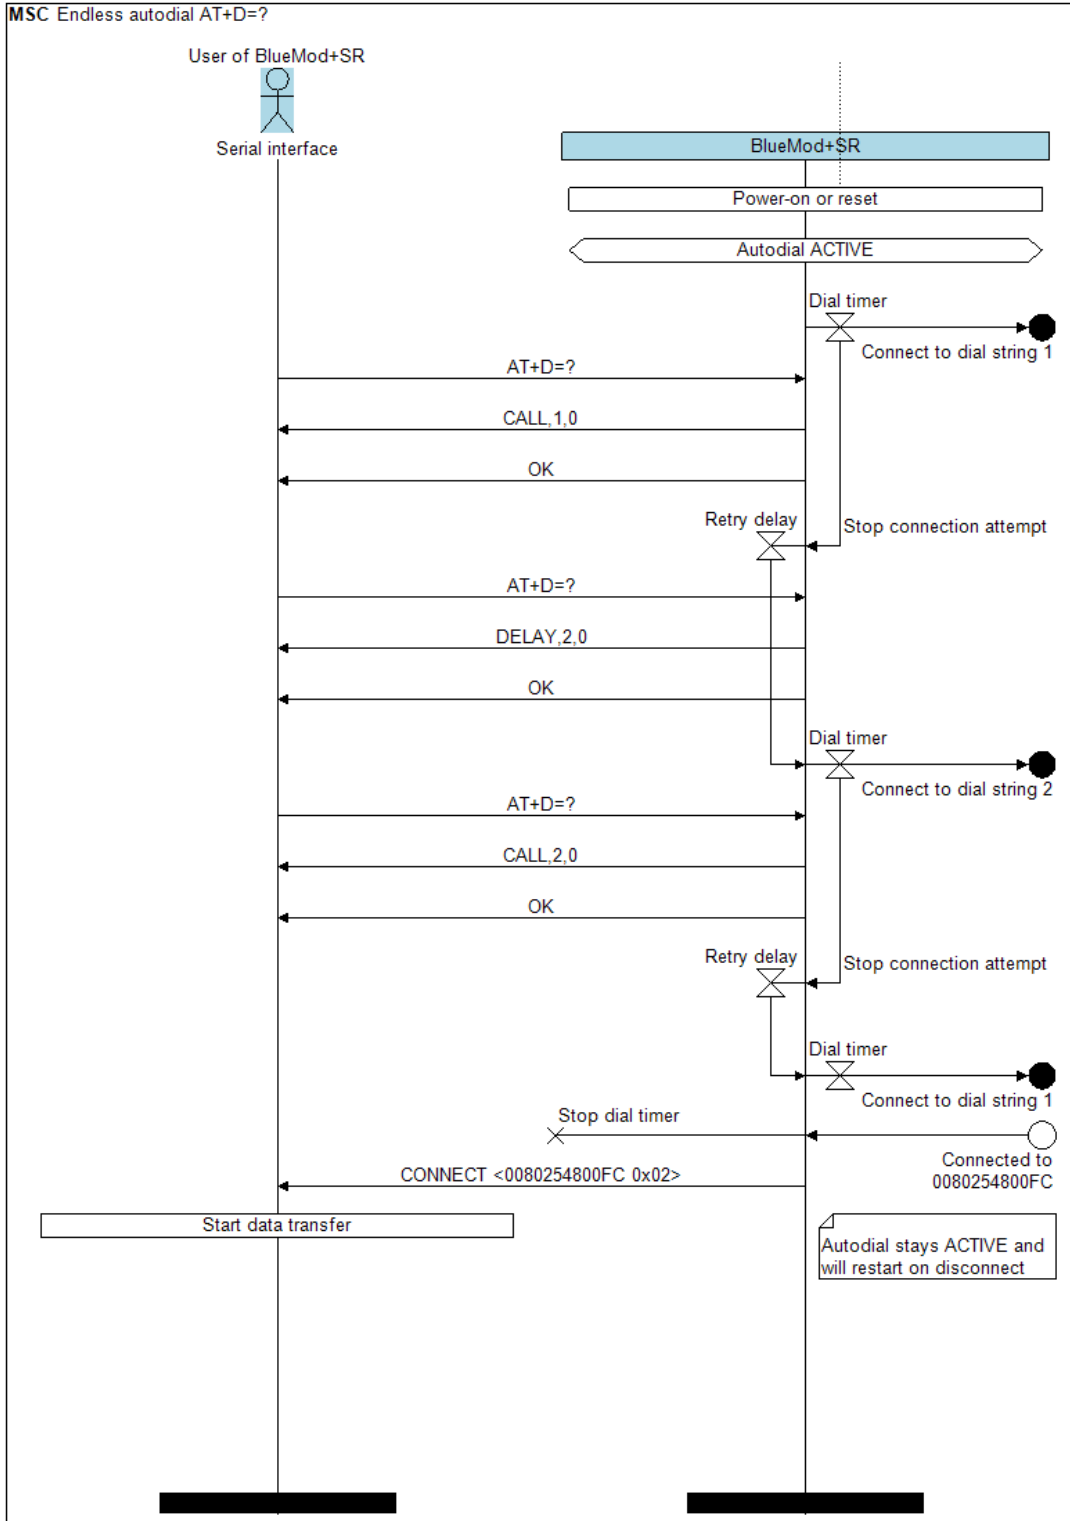 MSC Endless autodial AT+D=?
User of BlueMod+SR
Serial interface
BlueMod+SR
Power-on or reset
Autodial ACTIVE
Dial timer
Connect to dial string 1
AT+D=?
CALL,1,0
OK
Retry delay
Stop connection attempt
AT+D=?
DELAY,2,0
OK
Dial timer
Connect to dial string 2
AT+D=?
CALL,2,0
OK
Retry delay
Stop connection attempt
Dial timer
Connect to dial string 1
Stop dial timer
Connected to
0080254800FC
CONNECT <0080254800FC 0x02>
Start data transfer
Autodial stays ACTIVE and
will restart on disconnect